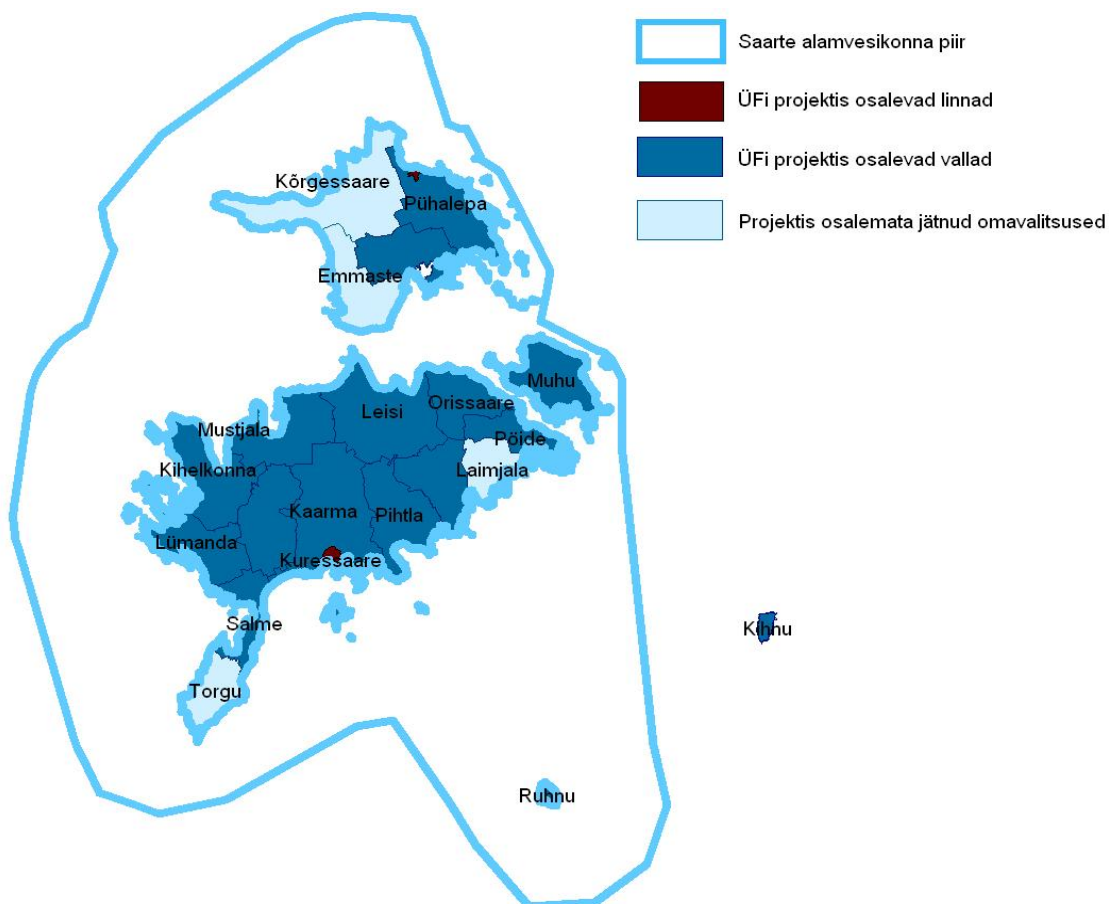 Saarte alamvesikonna piir
ÜFi projektis osalevad linnad
ÜFi projektis osalevad vallad
Projektis osalemata jätnud omavalitsused
Kõrgessaare
Pühalepa
Emmaste
Muhu
Leisi
Orissaare
Mustjala
Pöide
Kihelkonna
Laimjala
Kaarma
Pihtla
Lümanda
Kuressaare
Salme
Kihnu
Torgu
Ruhnu